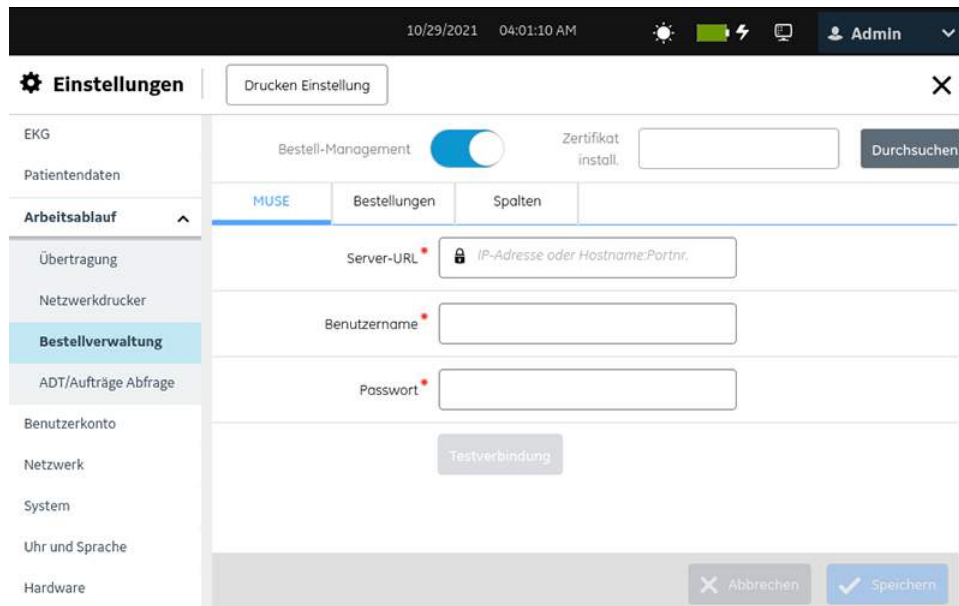 10/29/2021 04:01:10 AM Admin
Einstellungen Drucken Einstellung
EKG
Patientendaten
Arbeitsablauf
Übertragung
Netzwerkdrucker
Bestellverwaltung
ADT/Aufträge Abfrage
Benutzerkonto
Netzwerk
System
Uhr und Sprache
Hardware
Bestell-Management
Zertifikat
install.
Durchsuchen
MUSE Bestellungen Spalten
Server-URL* IP-Adresse oder Hostname:Portnr.
Benutzername*
Passwort*
Testverbindung
Abbrechen Speichern